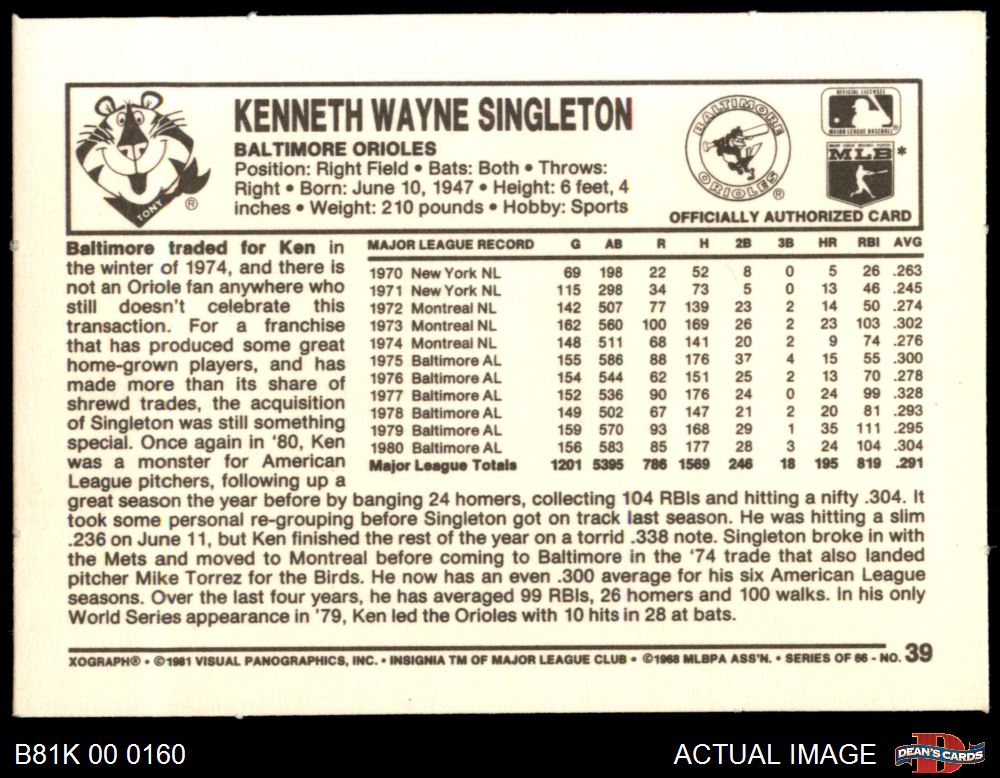 KENNETH WAYNE SINGLETON
BALTIMORE ORIOLES
Position: Right Field • Bats: Both • Throws:
Right • Born: June 10, 1947 • Height: 6 feet, 4
inches • Weight: 210 pounds • Hobby: Sports
TONY ®
BALTIMORE
ORIOLES ®
OFFICIAL LICENSEE
MAJOR LEAGUE BASEBALL ®
MAJOR LEAGUE BASEBALL PLAYERS
MLB *
OFFICIALLY AUTHORIZED CARD
Baltimore traded for Ken in
the winter of 1974, and there is
not an Oriole fan anywhere who
still doesn't celebrate this
transaction. For a franchise
that has produced some great
home-grown players, and has
made more than its share of
shrewd trades, the acquisition
of Singleton was still something
special. Once again in '80, Ken
was a monster for American
League pitchers, following up a
great season the year before by banging 24 homers, collecting 104 RBIs and hitting a nifty .304. It
took some personal re-grouping before Singleton got on track last season. He was hitting a slim
.236 on June 11, but Ken finished the rest of the year on a torrid .338 note. Singleton broke in with
the Mets and moved to Montreal before coming to Baltimore in the '74 trade that also landed
pitcher Mike Torrez for the Birds. He now has an even .300 average for his six American League
seasons. Over the last four years, he has averaged 99 RBIs, 26 homers and 100 walks. In his only
World Series appearance in '79, Ken led the Orioles with 10 hits in 28 at bats.
MAJOR LEAGUE RECORD G AB R H 2B 3B HR RBI AVG
1970 New York NL 69 198 22 52 8 0 5 26 .263
1971 New York NL 115 298 34 73 5 0 13 46 .245
1972 Montreal NL 142 507 77 139 23 2 14 50 .274
1973 Montreal NL 162 560 100 169 26 2 23 103 .302
1974 Montreal NL 148 511 68 141 20 2 9 74 .276
1975 Baltimore AL 155 586 88 176 37 4 15 55 .300
1976 Baltimore AL 154 544 62 151 25 2 13 70 .278
1977 Baltimore AL 152 536 90 176 24 0 24 99 .328
1978 Baltimore AL 149 502 67 147 21 2 20 81 .293
1979 Baltimore AL 159 570 93 168 29 1 35 111 .295
1980 Baltimore AL 156 583 85 177 28 3 24 104 .304
Major League Totals 1201 5395 786 1569 246 18 195 819 .291
XOGRAPH® • ©1981 VISUAL PANOGRAPHICS, INC. • INSIGNIA TM OF MAJOR LEAGUE CLUB • ©1968 MLBPA ASS'N. • SERIES OF 66 - NO. 39
B81K 00 0160
ACTUAL IMAGE
DEAN'S CARDS